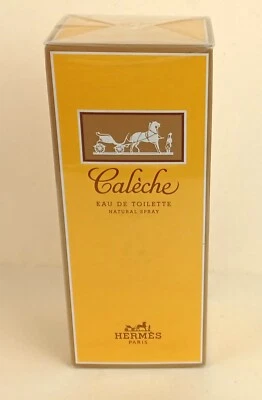 Calèche
EAU DE TOILETTE
NATURAL SPRAY
HERMÈS
PARIS